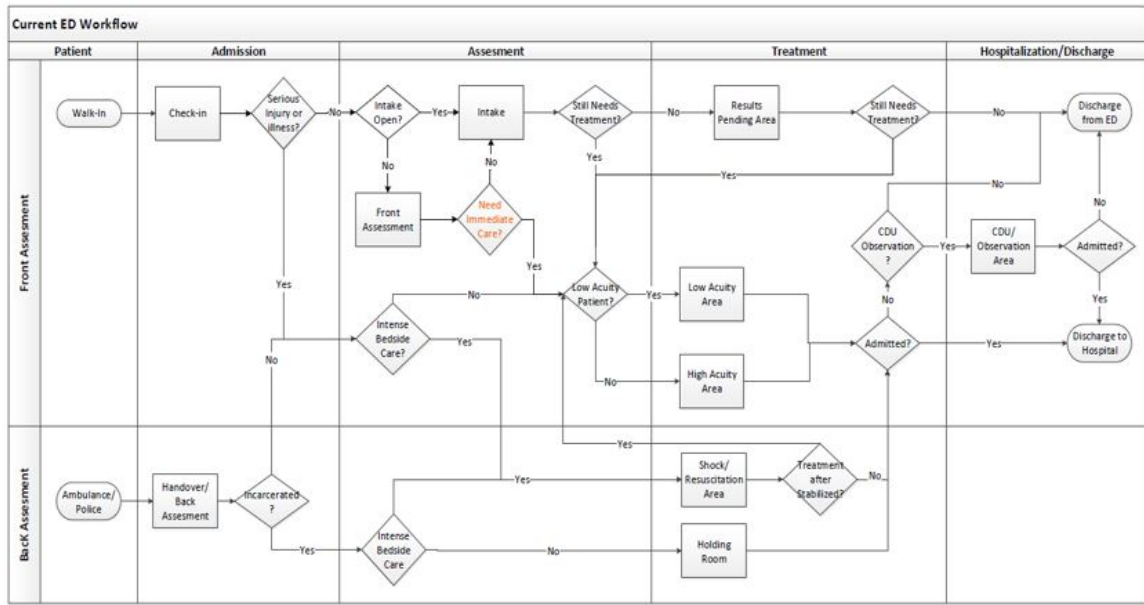 Current ED Workflow
Patient
Admission
Assesment
Treatment
Hospitalization/Discharge
Front Assesment
Walk-In
Check-in
Serious
Injury or
illness?
No
Intake
Open?
Yes
Intake
Still Needs
Treatment?
No
Results
Pending Area
Still Needs
Treatment?
No
Discharge
from ED
No
No
Yes
Yes
No
No
Front
Assessment
Need
Immediate
Care?
CDU
Observation
?
Yes
CDU/
Observation
Area
Admitted?
Yes
Yes
Low Acuity
Patient?
Yes
Low Acuity
Area
No
Yes
No
Intense
Bedside
Care?
Yes
Admitted?
Yes
Discharge to
Hospital
No
No
High Acuity
Area
Back Assesment
Yes
Ambulance/
Police
Handover/
Back
Assesment
Incarcerated
?
Yes
Shock/
Resuscitation
Area
Treatment
after
Stabilized?
No
Yes
Intense
Bedside
Care
No
Holding
Room